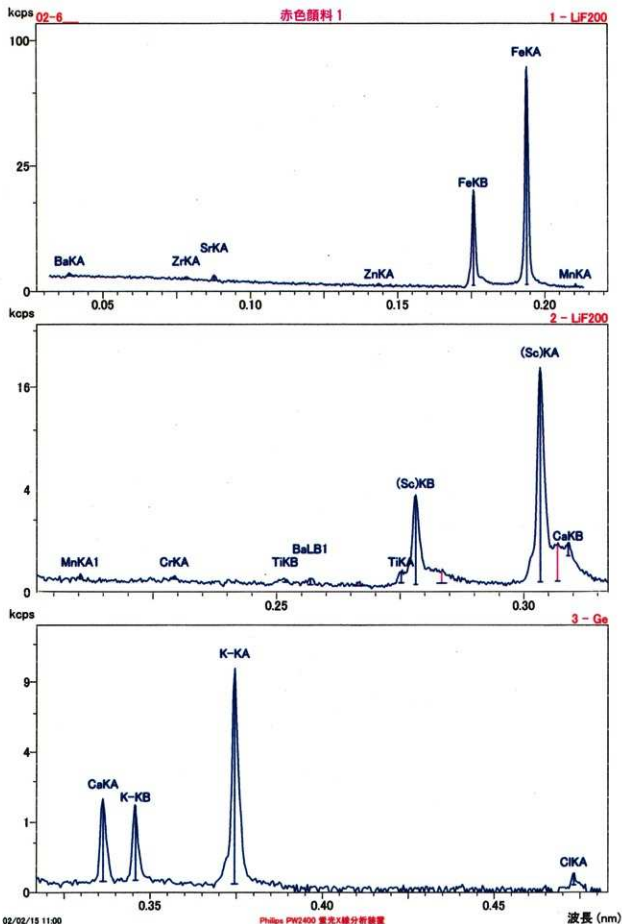 kcps 02-6__ 赤色顔料 1 1 - LiF200
100
FeKA
25
FeKB
SrKA
BaKA ZrKA ZnKA MnKA
0
0.05 0.10 0.15 0.20
kcps 2 - LiF200
(Sc)KA
16
(Sc)KB
4
CaKB
BaLB1
MnKA1 CrKA TiKB TiKA
0
0.25 0.30
kcps 3 - Ge
K-KA
9
4
CaKA
K-KB
1
ClKA
0
0.35 0.40 0.45
02/02/15 11:00 Philips PW2400 蛍光X線分析装置 波長 (nm)